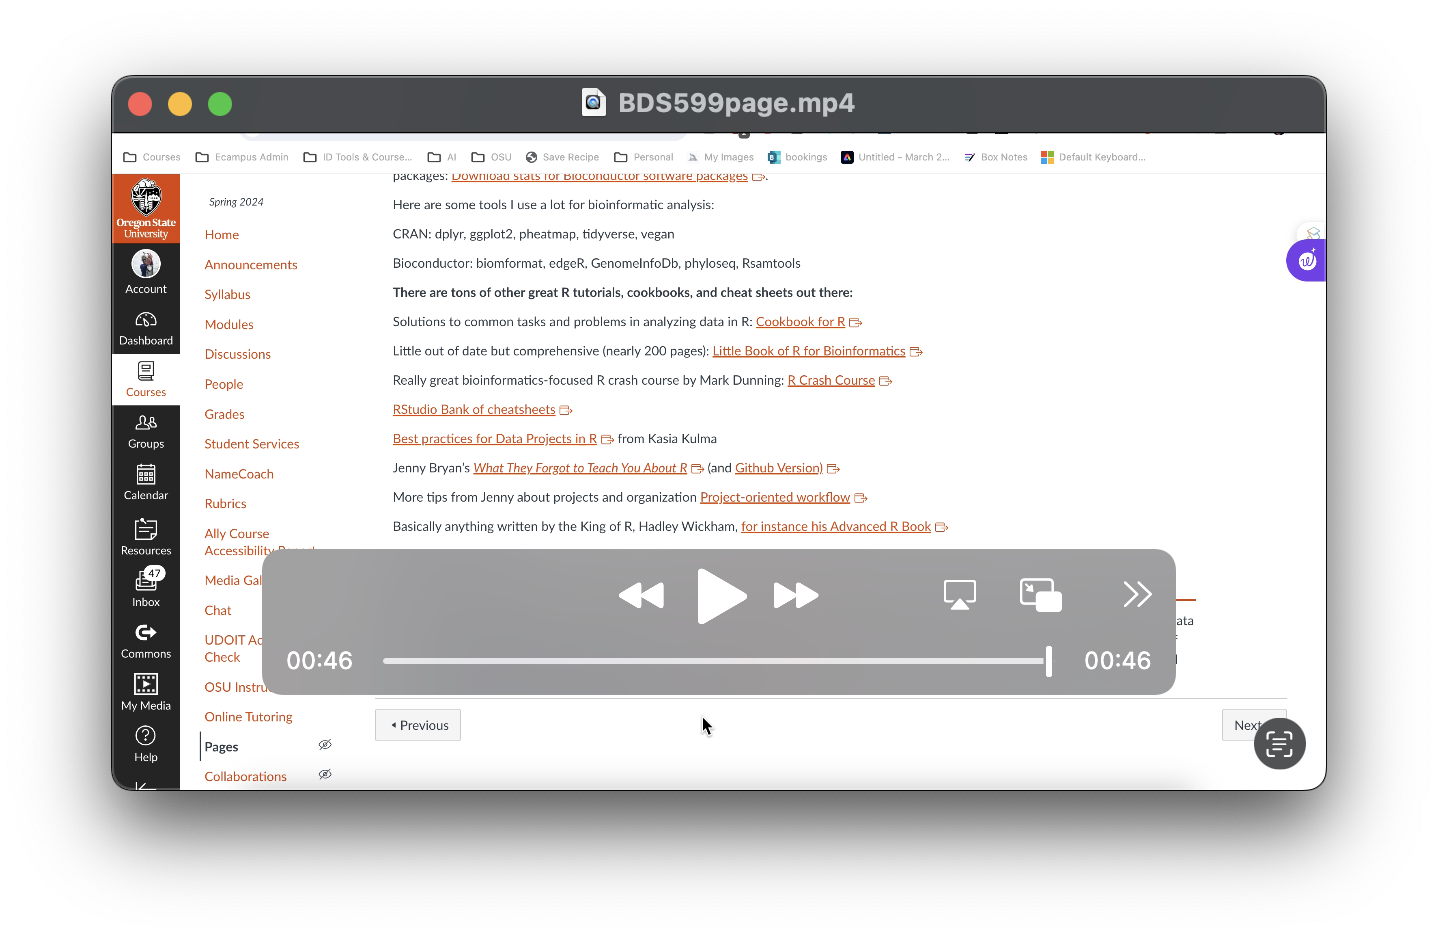 BDS599page.mp4
Courses
Ecampus Admin
ID Tools & Course...
AI
OSU
Save Recipe
Personal
My Images
bookings
Untitled – March 2...
Box Notes
Default Keyboard...
Oregon State
University
Account
Dashboard
Courses
Groups
Calendar
Resources
47
Inbox
Commons
My Media
Help
Spring 2024
Home
Announcements
Syllabus
Modules
Discussions
People
Grades
Student Services
NameCoach
Rubrics
Ally Course
Accessibility
Media Gal
Chat
UDOIT Ac
Check
OSU Instru
Online Tutoring
Pages
Collaborations
packages: Download stats for Bioconductor software packages.
Here are some tools I use a lot for bioinformatic analysis:
CRAN: dplyr, ggplot2, pheatmap, tidyverse, vegan
Bioconductor: biomformat, edgeR, GenomeInfoDb, phyloseq, Rsamtools
There are tons of other great R tutorials, cookbooks, and cheat sheets out there:
Solutions to common tasks and problems in analyzing data in R: Cookbook for R
Little out of date but comprehensive (nearly 200 pages): Little Book of R for Bioinformatics
Really great bioinformatics-focused R crash course by Mark Dunning: R Crash Course
RStudio Bank of cheatsheets
Best practices for Data Projects in R from Kasia Kulma
Jenny Bryan's What They Forgot to Teach You About R (and Github Version)
More tips from Jenny about projects and organization Project-oriented workflow
Basically anything written by the King of R, Hadley Wickham, for instance his Advanced R Book
ata
00:46
00:46
Previous
Next